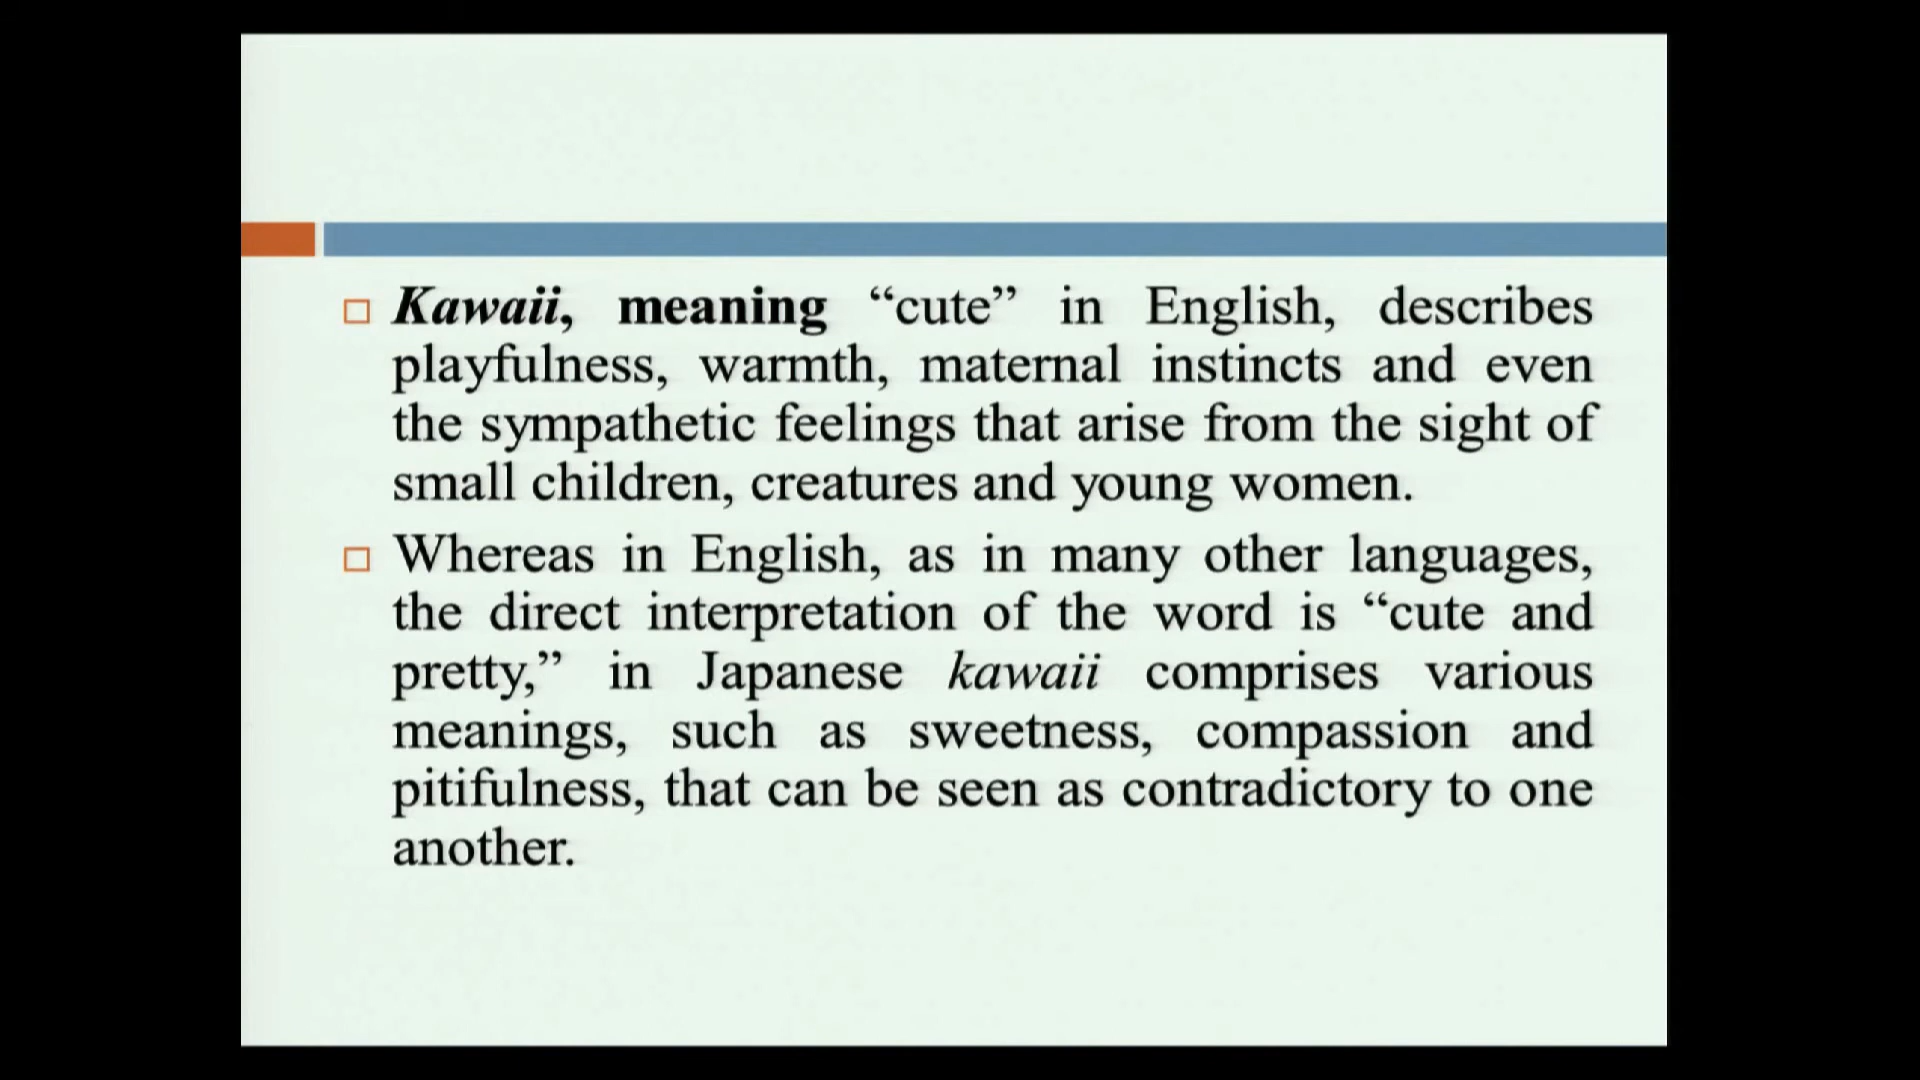 Kawaii, meaning “cute” in English, describes
playfulness, warmth, maternal instincts and even
the sympathetic feelings that arise from the sight of
small children, creatures and young women.
Whereas in English, as in many other languages,
the direct interpretation of the word is “cute and
pretty,” in Japanese kawaii comprises various
meanings, such as sweetness, compassion and
pitifulness, that can be seen as contradictory to one
another.